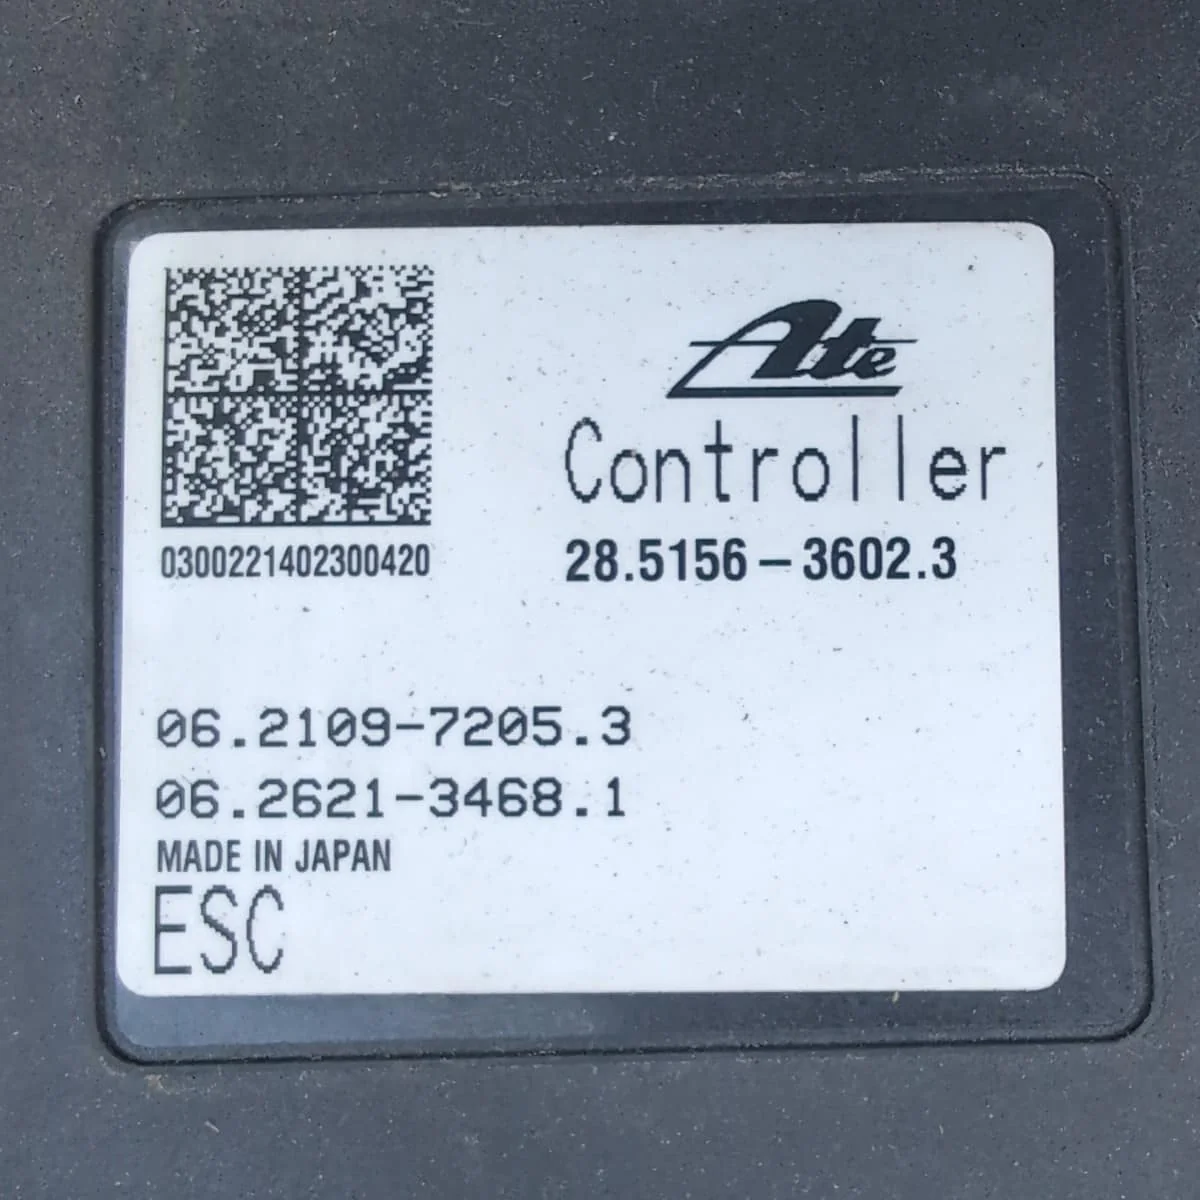 Ate
Controller
0300221402300420
28.5156-3602.3
06.2109-7205.3
06.2621-3468.1
MADE IN JAPAN
ESC